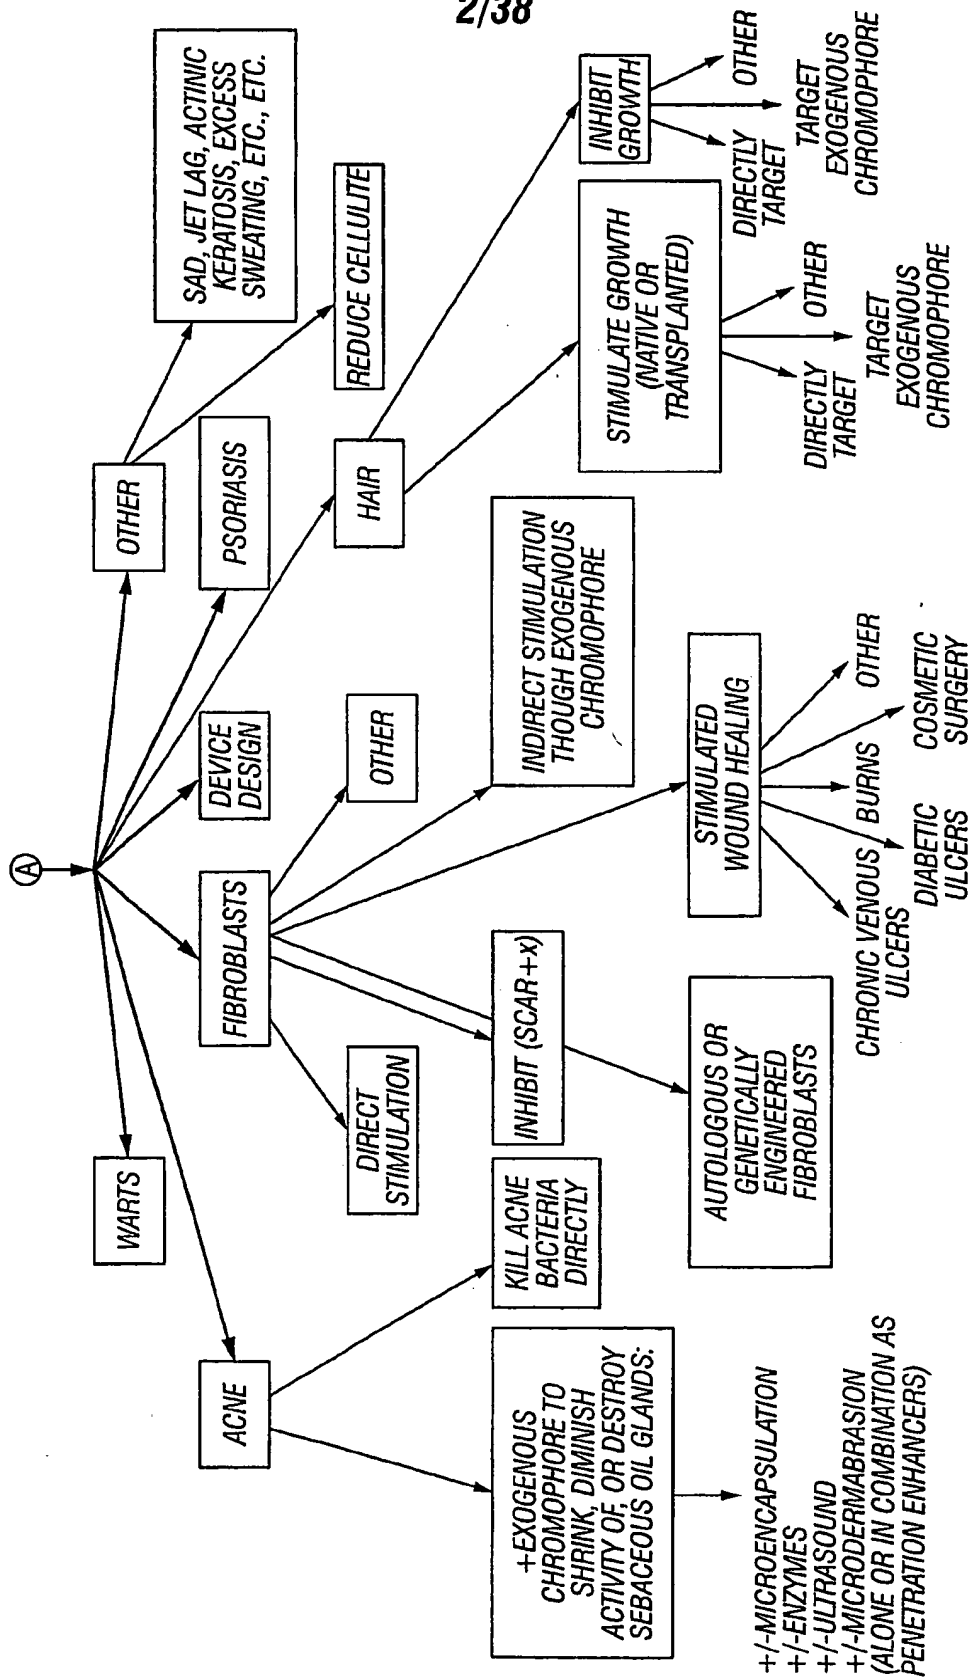 2/38
A
WARTS
OTHER
SAD, JET LAG, ACTINIC
KERATOSIS, EXCESS
SWEATING, ETC., ETC.
ACNE
FIBROBLASTS
DEVICE
DESIGN
PSORIASIS
REDUCE CELLULITE
DIRECT
STIMULATION
OTHER
HAIR
+EXOGENOUS
CHROMOPHORE TO
SHRINK, DIMINISH
ACTIVITY OF, OR DESTROY
SEBACEOUS OIL GLANDS:
KILL ACNE
BACTERIA
DIRECTLY
INHIBIT (SCAR+x)
INDIRECT STIMULATION
THOUGH EXOGENOUS
CHROMOPHORE
STIMULATE GROWTH
(NATIVE OR
TRANSPLANTED)
INHIBIT
GROWTH
AUTOLOGOUS OR
GENETICALLY
ENGINEERED
FIBROBLASTS
STIMULATED
WOUND HEALING
DIRECTLY
TARGET
OTHER
TARGET
EXOGENOUS
CHROMOPHORE
DIRECTLY
TARGET
OTHER
TARGET
EXOGENOUS
CHROMOPHORE
+/-MICROENCAPSULATION
+/-ENZYMES
+/-ULTRASOUND
+/-MICRODERMABRASION
(ALONE OR IN COMBINATION AS
PENETRATION ENHANCERS)
CHRONIC VENOUS
ULCERS
DIABETIC
ULCERS
BURNS
COSMETIC
SURGERY
OTHER